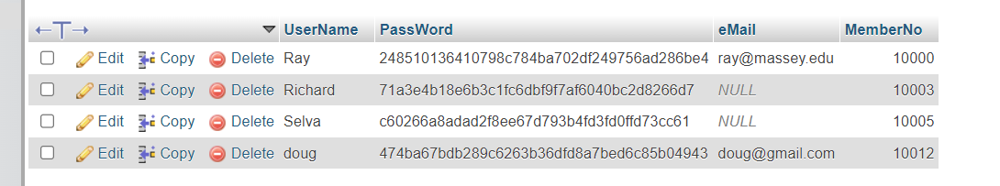 ←T→ UserName PassWord eMail MemberNo
Edit Copy Delete Ray 248510136410798c784ba702df249756ad286be4 ray@massey.edu 10000
Edit Copy Delete Richard 71a3e4b18e6b3c1fc6dbf9f7af6040bc2d8266d7 NULL 10003
Edit Copy Delete Selva c60266a8adad2f8ee67d793b4fd3fd0ffd73cc61 NULL 10005
Edit Copy Delete doug 474ba67bdb289c6263b36dfd8a7bed6c85b04943 doug@gmail.com 10012